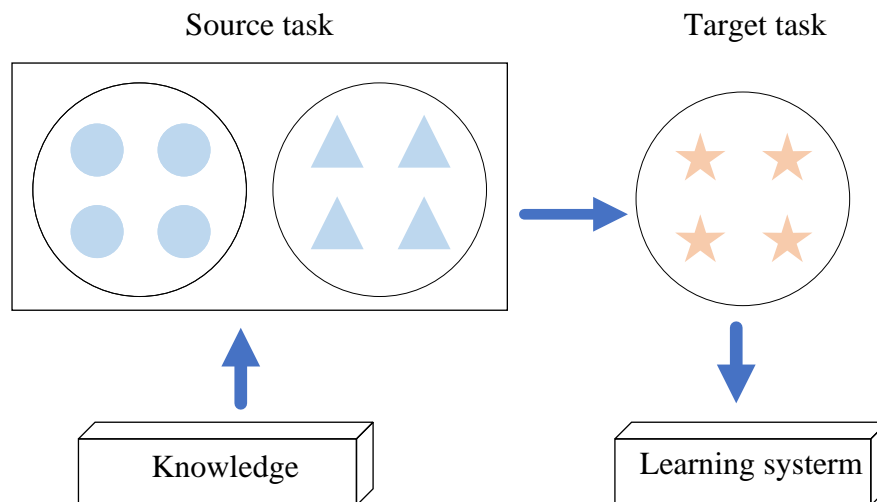 Source task
Target task
Knowledge
Learning systerm